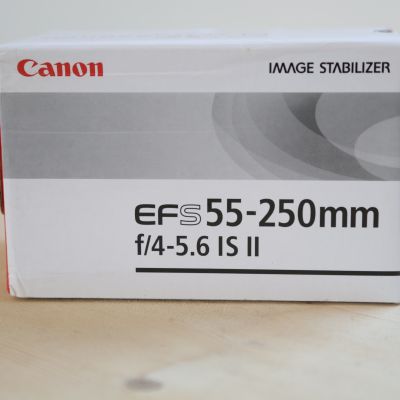 Canon IMAGE STABILIZER
EFS 55-250mm
f/4-5.6 IS II